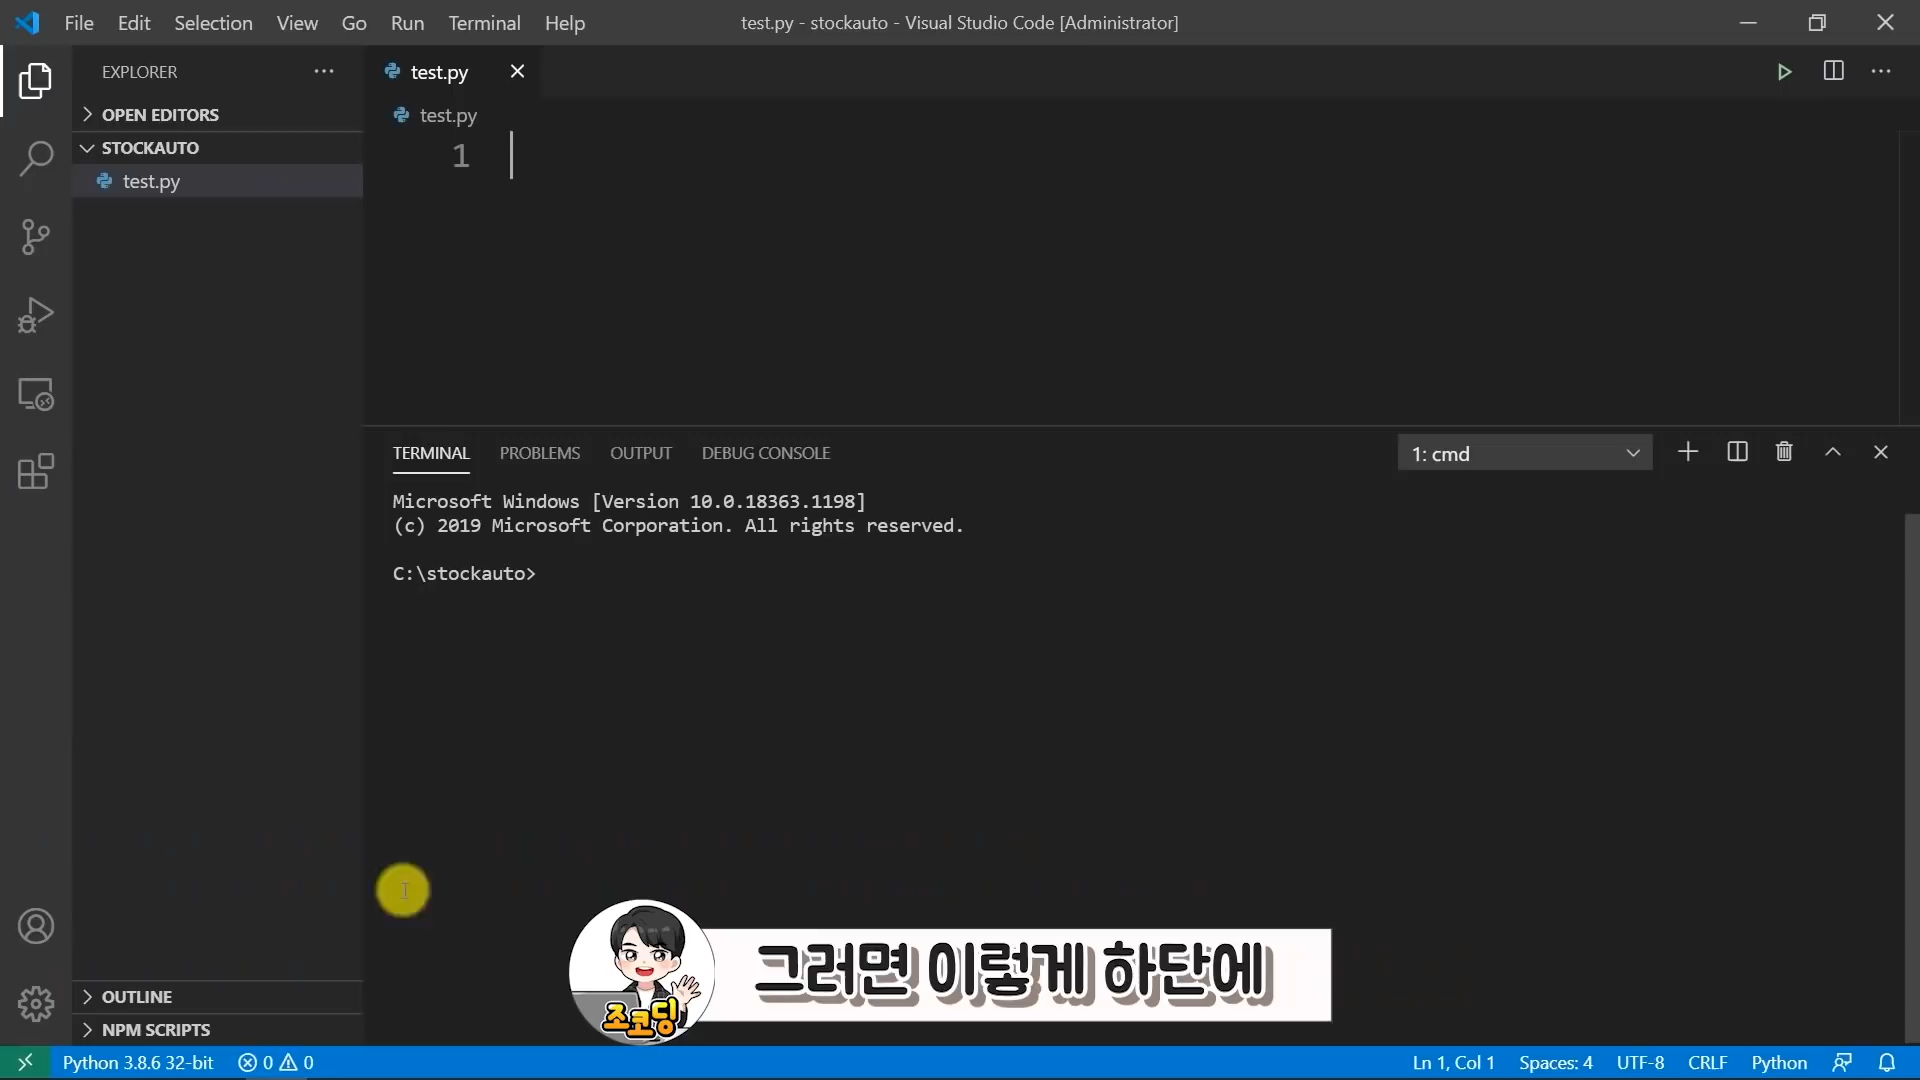 File Edit Selection View Go Run Terminal Help
test.py - stockauto - Visual Studio Code [Administrator]
EXPLORER
OPEN EDITORS
STOCKAUTO
test.py
test.py
test.py
1
TERMINAL PROBLEMS OUTPUT DEBUG CONSOLE
1: cmd
Microsoft Windows [Version 10.0.18363.1198]
(c) 2019 Microsoft Corporation. All rights reserved.
C:\stockauto>
조코딩
그러면 이렇게 하단에
OUTLINE
NPM SCRIPTS
Python 3.8.6 32-bit 0 0
Ln 1, Col 1 Spaces: 4 UTF-8 CRLF Python